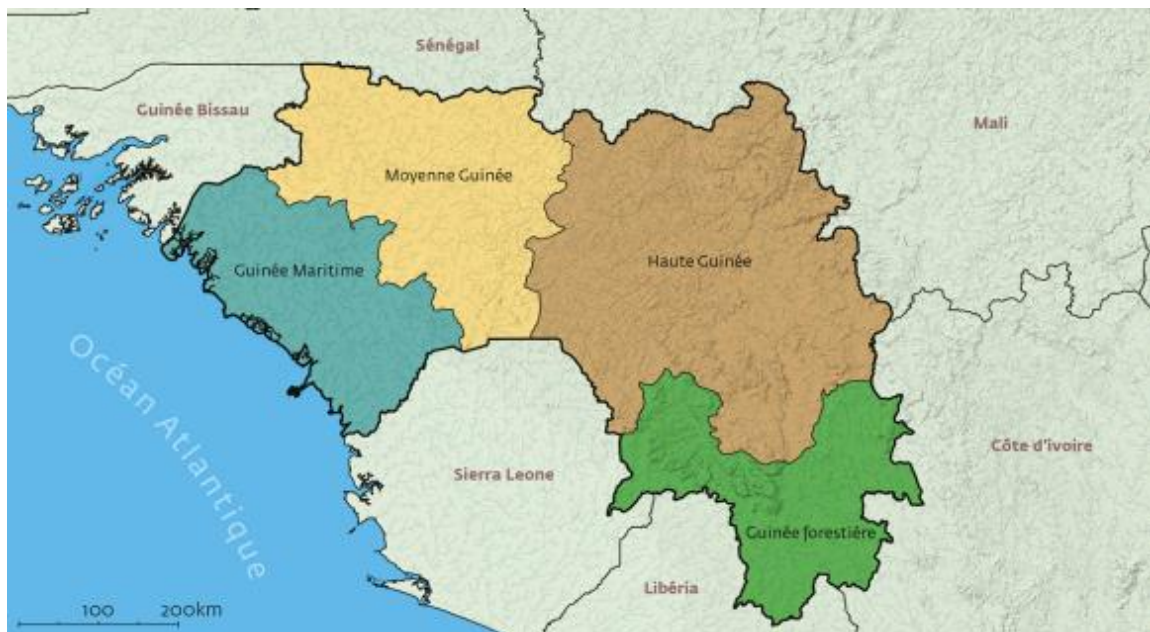 Sénégal
Guinée Bissau
Mali
Moyenne Guinée
Haute Guinée
Guinée Maritime
Océan Atlantique
Sierra Leone
Côte d'ivoire
Guinée forestière
Libéria
100 200km